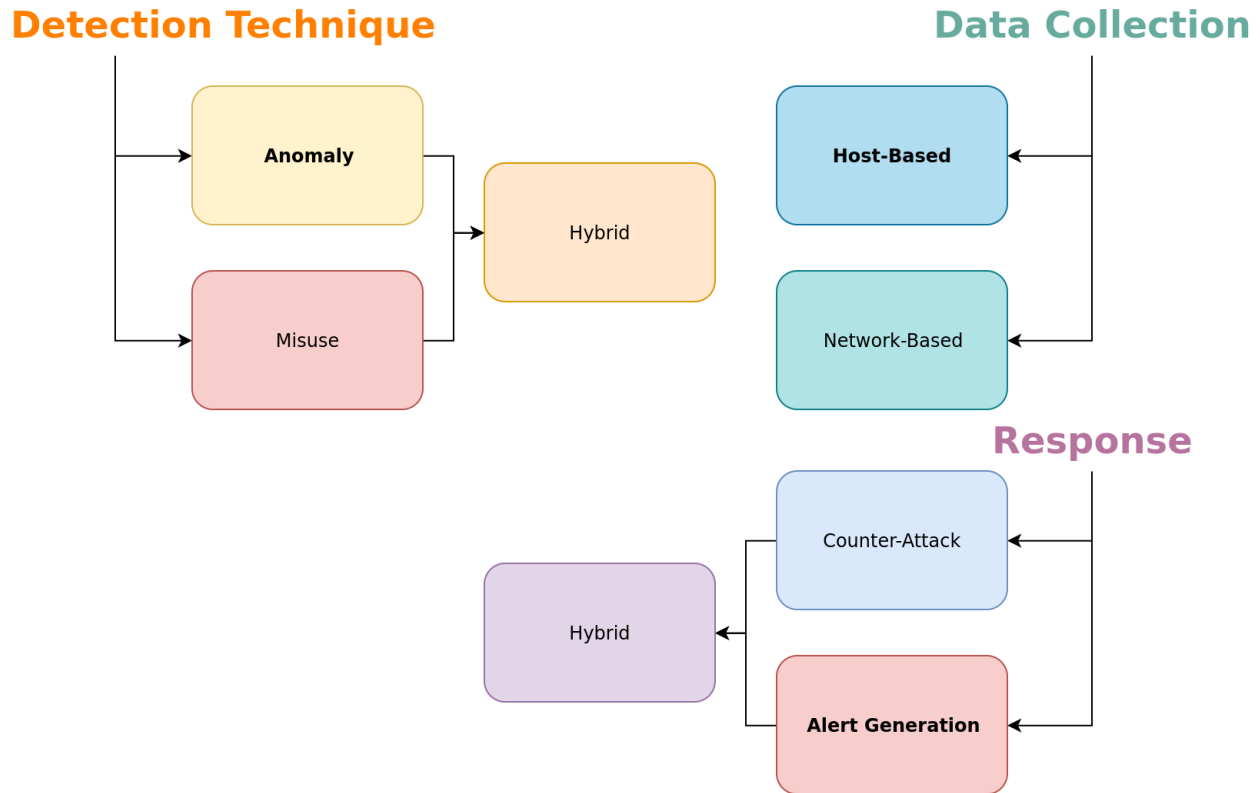 Detection Technique
Data Collection
Anomaly
Host-Based
Hybrid
Misuse
Network-Based
Response
Counter-Attack
Hybrid
Alert Generation